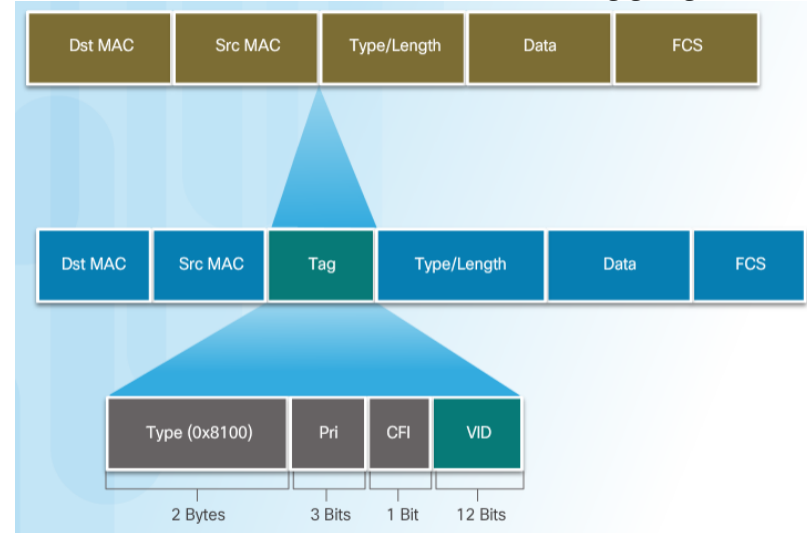 Dst MAC Src MAC Type/Length Data FCS
Dst MAC Src MAC Tag Type/Length Data FCS
Type (0x8100) Pri CFI VID
2 Bytes 3 Bits 1 Bit 12 Bits